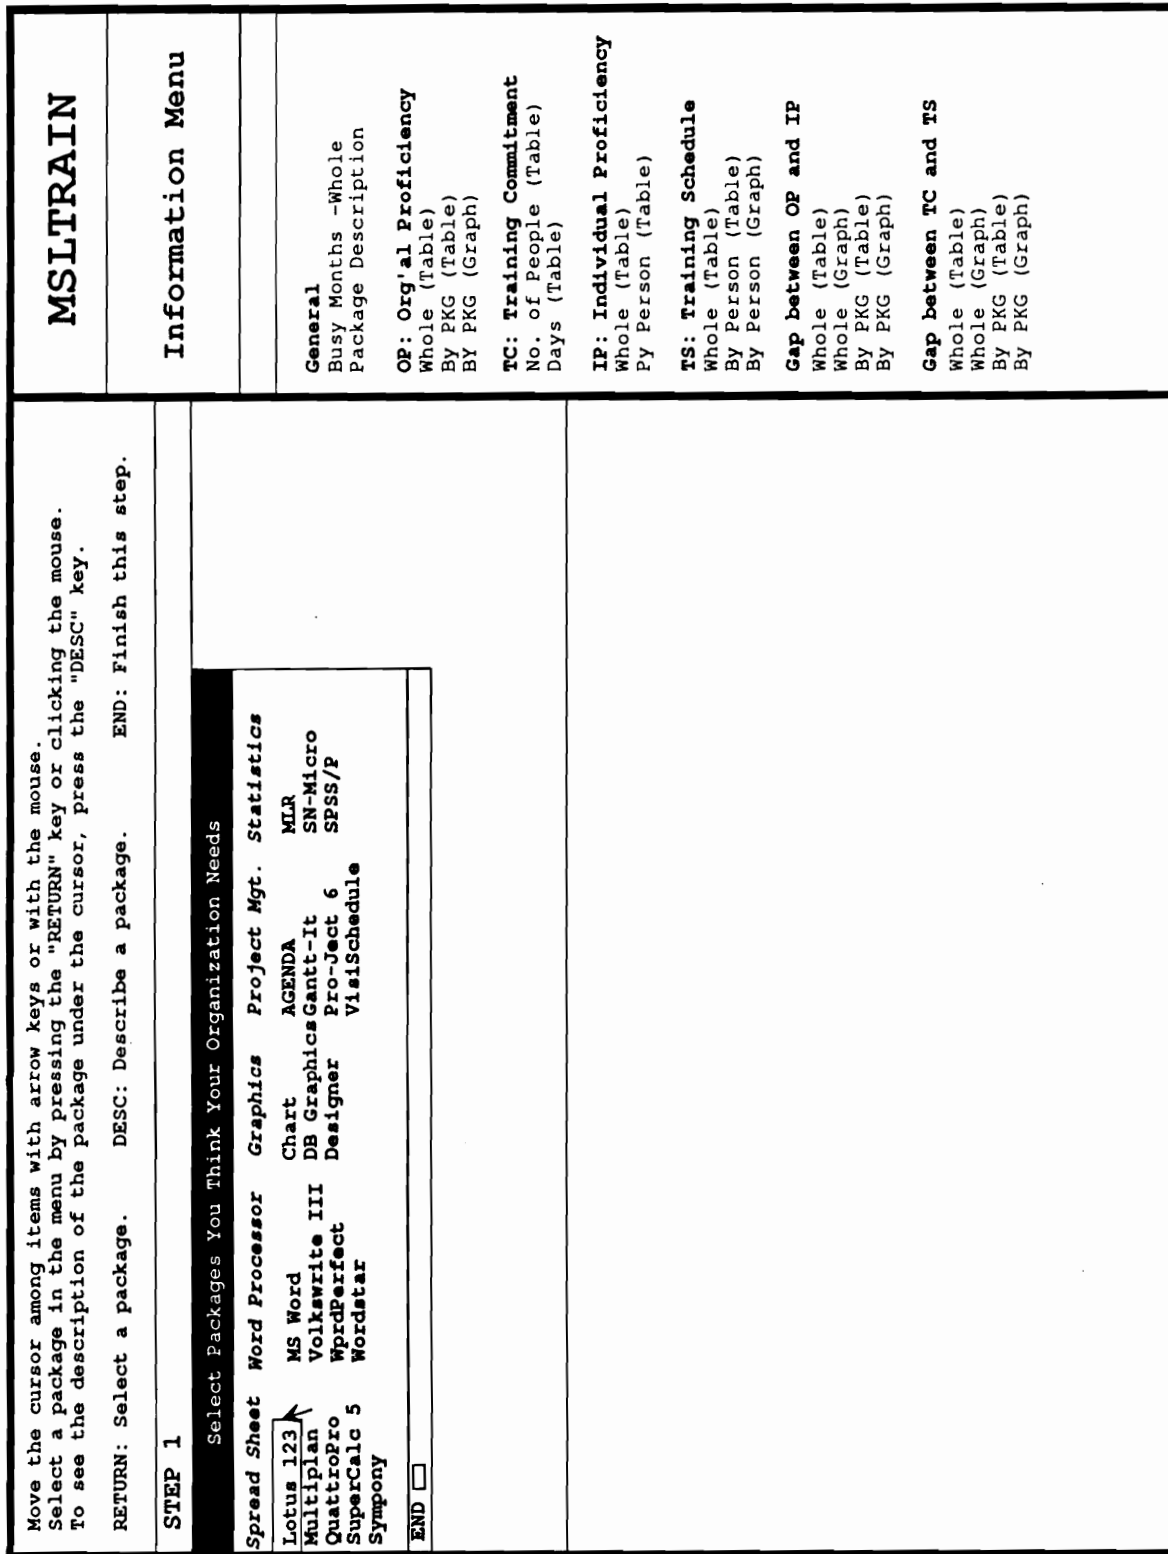 Move the cursor among items with arrow keys or with the mouse.
Select a package in the menu by pressing the "RETURN" key or clicking the mouse.
To see the description of the package under the cursor, press the "DESC" key.
RETURN: Select a package. DESC: Describe a package. END: Finish this step.
STEP 1
Select Packages You Think Your Organization Needs
Spread Sheet Word Processor Graphics Project Mgt. Statistics
Lotus 123 MS Word Chart AGENDA MLR
Multiplan Volkswrite III DB Graphics Gantt-It SN-Micro
QuattroPro WprdPerfect Designer Pro-Ject 6 SPSS/P
SuperCalc 5 Wordstar VisiSchedule
Sympony
END
MSLTRAIN
Information Menu
General
Busy Months -Whole
Package Description
OP: Org'al Proficiency
Whole (Table)
By PKG (Table)
BY PKG (Graph)
TC: Training Commitment
No. of People (Table)
Days (Table)
IP: Individual Proficiency
Whole (Table)
Py Person (Table)
TS: Training Schedule
Whole (Table)
By Person (Table)
By Person (Graph)
Gap between OP and IP
Whole (Table)
Whole (Graph)
By PKG (Table)
By PKG (Graph)
Gap between TC and TS
Whole (Table)
Whole (Graph)
By PKG (Table)
By PKG (Graph)